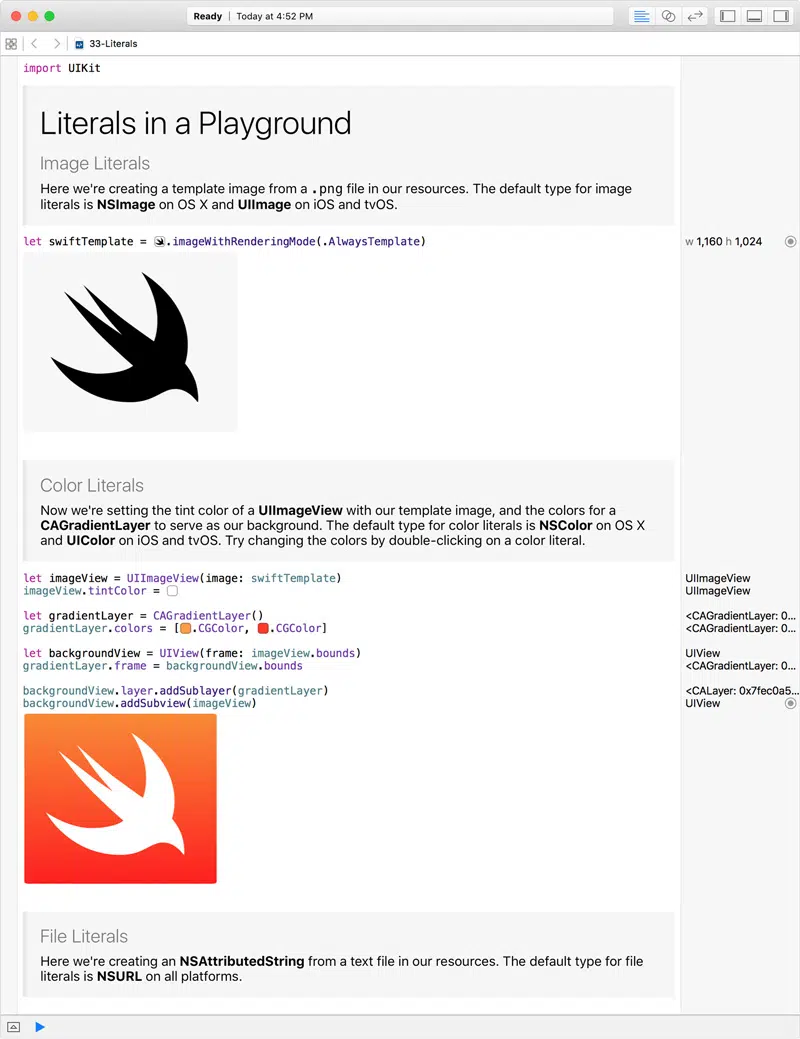 Ready | Today at 4:52 PM
33-Literals
import UIKit
Literals in a Playground
Image Literals
Here we're creating a template image from a .png file in our resources. The default type for image
literals is NSImage on OS X and UIImage on iOS and tvOS.
let swiftTemplate = .imageWithRenderingMode(.AlwaysTemplate)
w 1,160 h 1,024
Color Literals
Now we're setting the tint color of a UIImageView with our template image, and the colors for a
CAGradientLayer to serve as our background. The default type for color literals is NSColor on OS X
and UIColor on iOS and tvOS. Try changing the colors by double-clicking on a color literal.
let imageView = UIImageView(image: swiftTemplate)
UIImageView
imageView.tintColor =
UIImageView
let gradientLayer = CAGradientLayer()
<CAGradientLayer: 0...
gradientLayer.colors = [.CGColor, .CGColor]
<CAGradientLayer: 0...
let backgroundView = UIView(frame: imageView.bounds)
UIView
gradientLayer.frame = backgroundView.bounds
<CAGradientLayer: 0...
backgroundView.layer.addSublayer(gradientLayer)
<CALayer: 0x7fec0a5...
backgroundView.addSubview(imageView)
UIView
File Literals
Here we're creating an NSAttributedString from a text file in our resources. The default type for file
literals is NSURL on all platforms.